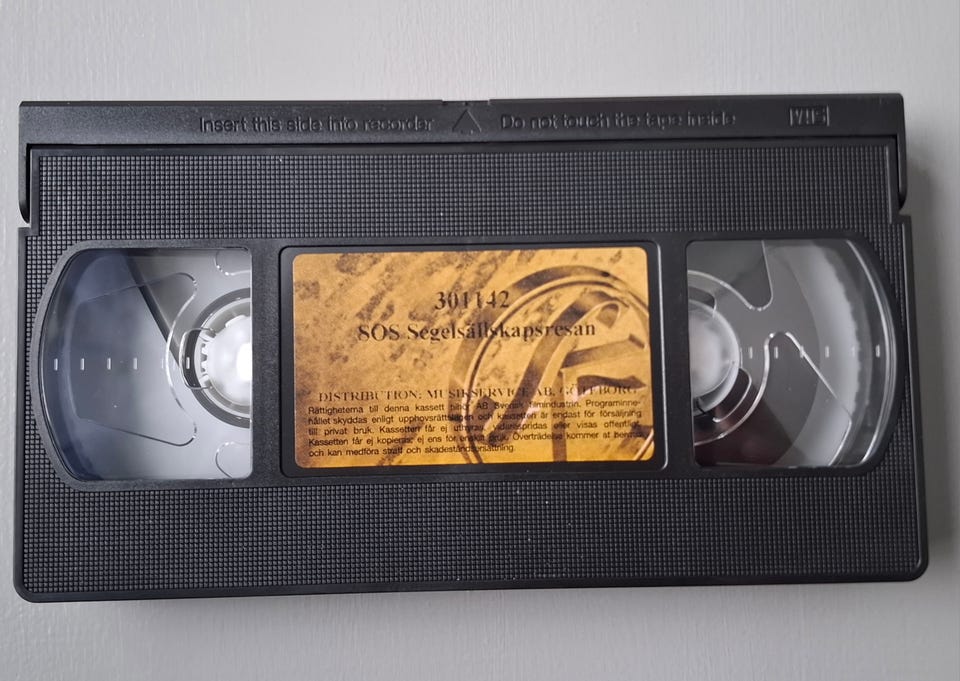 Insert this side into recorder Do not touch the tape inside VHS
301142
SOS Segelsällskapsresan
DISTRIBUTION: MUSIKSERVICE AB, GÖTEBORG
Rättigheterna till denna kassett tillhör AB Svensk filmindustrin. Programinne-
hållet skyddas enligt upphovsrättslagen och kassetten är endast för försäljning
till privat bruk. Kassetten får ej uthyras, vidarespridas eller visas offentligt.
Kassetten får ej kopieras, ej ens för enskilt bruk. Överträdelse kommer at beivras
och kan medföra straff och skadeståndsersättning.